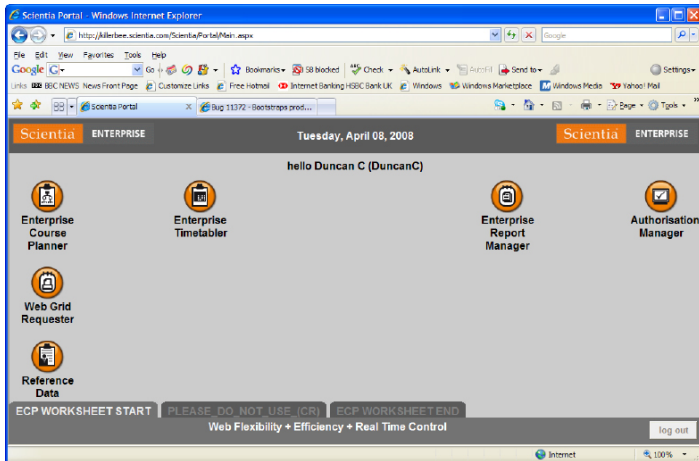 Scientia Portal - Windows Internet Explorer
http://killerbee.scientia.com/Scientia/Portal/Main.aspx
Google
File Edit View Favorites Tools Help
Google G Go Bookmarks 58 blocked Check AutoLink AutoFill Send to Settings
Links BBC NEWS News Front Page Customize Links Free Hotmail Internet Banking HSBC Bank UK Windows Windows Marketplace Windows Media Yahoo! Mail
Scientia Portal X Bug 11372 - Bootstraps prod... Page Tools
Scientia ENTERPRISE Tuesday, April 08, 2008 Scientia ENTERPRISE
hello Duncan C (DuncanC)
Enterprise Course Planner
Enterprise Timetabler
Enterprise Report Manager
Authorisation Manager
Web Grid Requester
Reference Data
ECP WORKSHEET START PLEASE_DO_NOT_USE_(CR) ECP WORKSHEET END
Web Flexibility + Efficiency + Real Time Control
log out
Internet 100%